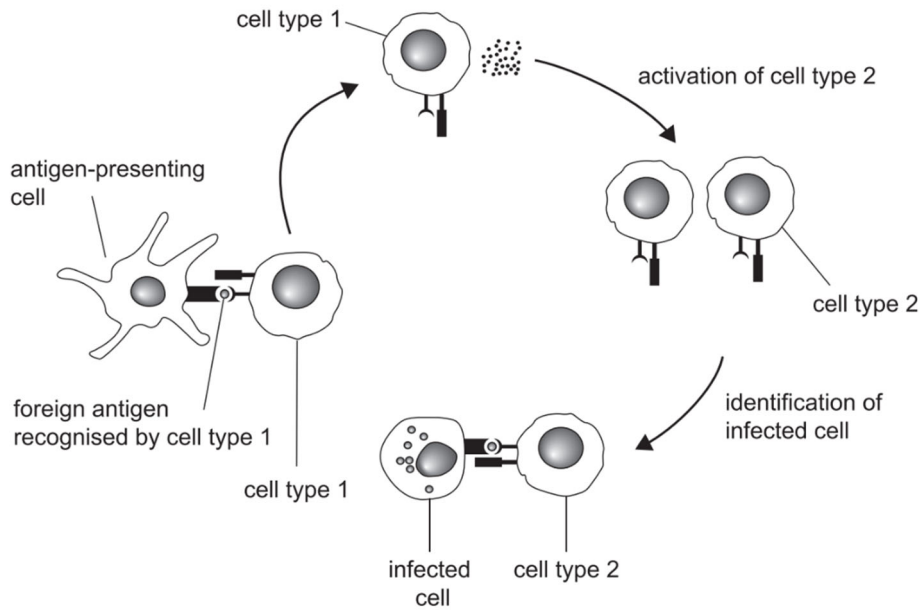 cell type 1
activation of cell type 2
antigen-presenting
cell
cell type 2
foreign antigen
recognised by cell type 1
identification of
infected cell
cell type 1
infected
cell
cell type 2